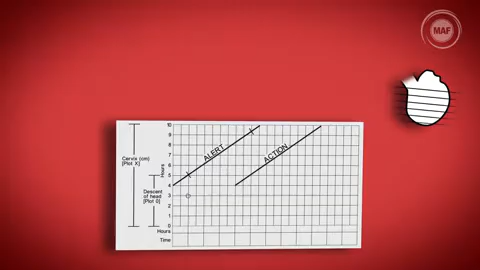 MAF
10
9
8
7
6
5
4
3
2
1
0
Cervix (cm)
[Plot X]
Hours
Descent
of head
[Plot 0]
ALERT
ACTION
Hours
Time